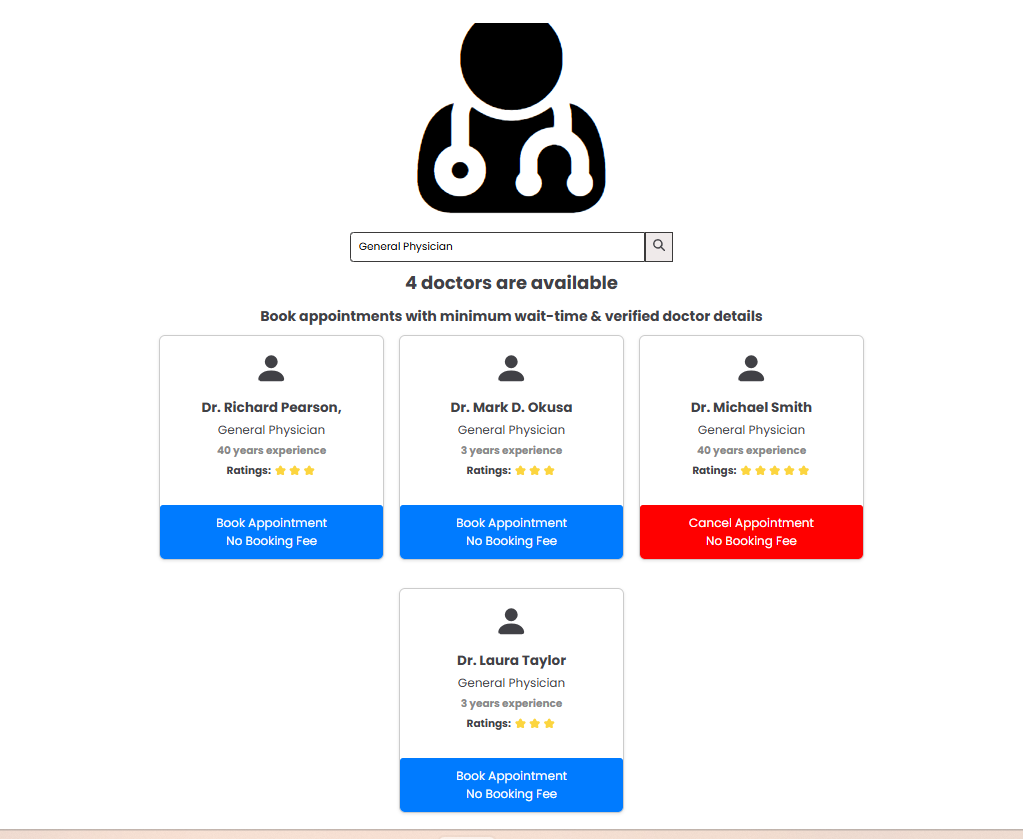 General Physician
4 doctors are available
Book appointments with minimum wait-time & verified doctor details
Dr. Richard Pearson,
General Physician
40 years experience
Ratings:
Book Appointment
No Booking Fee
Dr. Mark D. Okusa
General Physician
3 years experience
Ratings:
Book Appointment
No Booking Fee
Dr. Michael Smith
General Physician
40 years experience
Ratings:
Cancel Appointment
No Booking Fee
Dr. Laura Taylor
General Physician
3 years experience
Ratings:
Book Appointment
No Booking Fee